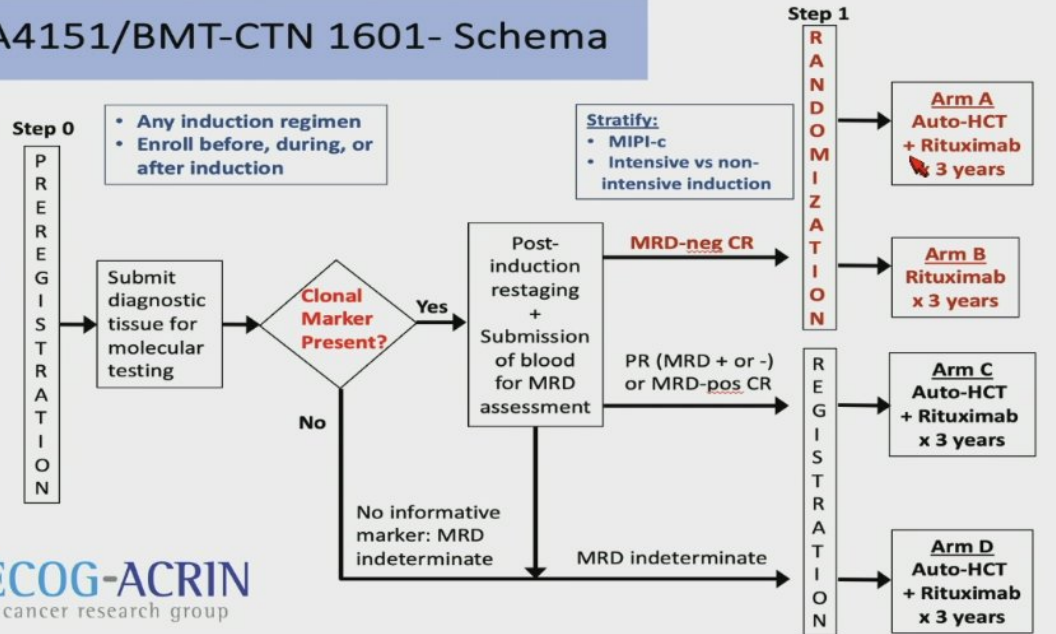 A4151/BMT-CTN 1601- Schema
Step 0
PREREGISTRATION
• Any induction regimen
• Enroll before, during, or
after induction
Submit
diagnostic
tissue for
molecular
testing
Clonal
Marker
Present?
Yes
No
Post-
induction
restaging
+
Submission
of blood
for MRD
assessment
No informative
marker: MRD
indeterminate
Stratify:
• MIPI-c
• Intensive vs non-
intensive induction
MRD-neg CR
PR (MRD + or -)
or MRD-pos CR
MRD indeterminate
Step 1
RANDOMIZATION
REGISTRATION
Arm A
Auto-HCT
+ Rituximab
x 3 years
Arm B
Rituximab
x 3 years
Arm C
Auto-HCT
+ Rituximab
x 3 years
Arm D
Auto-HCT
+ Rituximab
x 3 years
ECOG-ACRIN
cancer research group